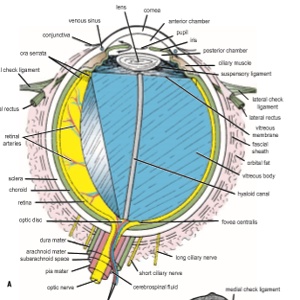 lens
cornea
venous sinus
anterior chamber
conjunctiva
pupil
iris
ora serrata
posterior chamber
ciliary muscle
l check ligament
suspensory ligament
lateral check
ligament
l rectus
lateral rectus
vitreous
membrane
retinal
arteries
fascial
sheath
orbital fat
sclera
vitreous body
choroid
hyaloid canal
retina
optic disc
fovea centralis
dura mater
arachnoid mater
subarachnoid space
long ciliary nerve
pia mater
short ciliary nerve
A
optic nerve
cerebrospinal fluid
medial check ligament